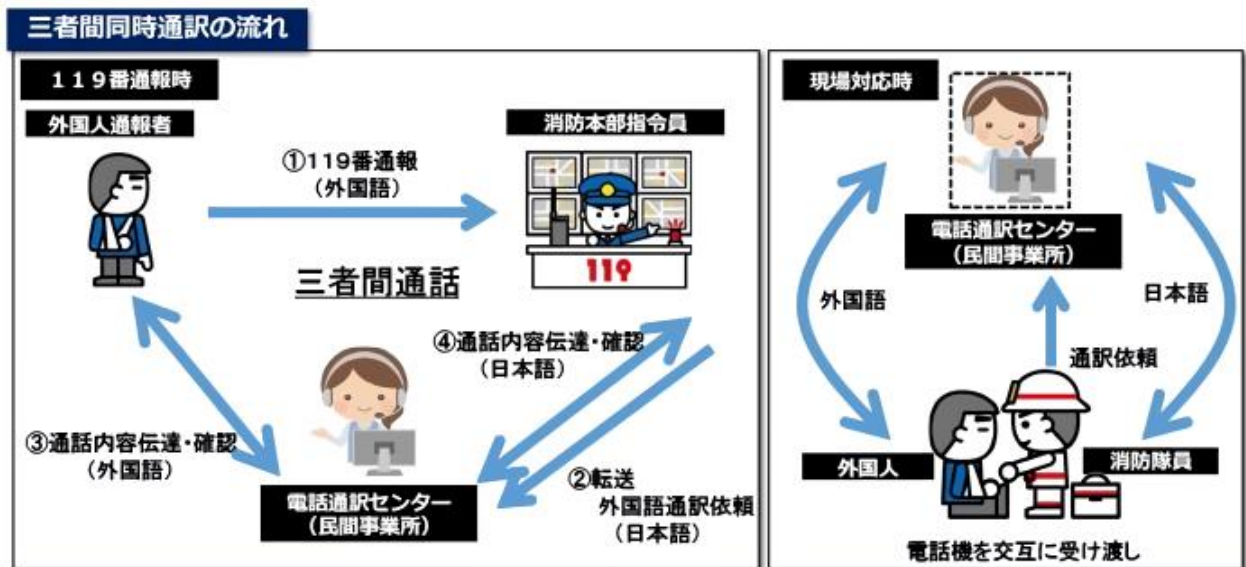 三者間同時通訳の流れ
119番通報時
外国人通報者
消防本部指令員
①119番通報
(外国語)
119
三者間通話
④通話内容伝達・確認
(日本語)
③通話内容伝達・確認
(外国語)
電話通訳センター
(民間事業所)
②転送
外国語通訳依頼
(日本語)
現場対応時
電話通訳センター
(民間事業所)
外国語
日本語
通訳依頼
外国人
消防隊員
電話機を交互に受け渡し